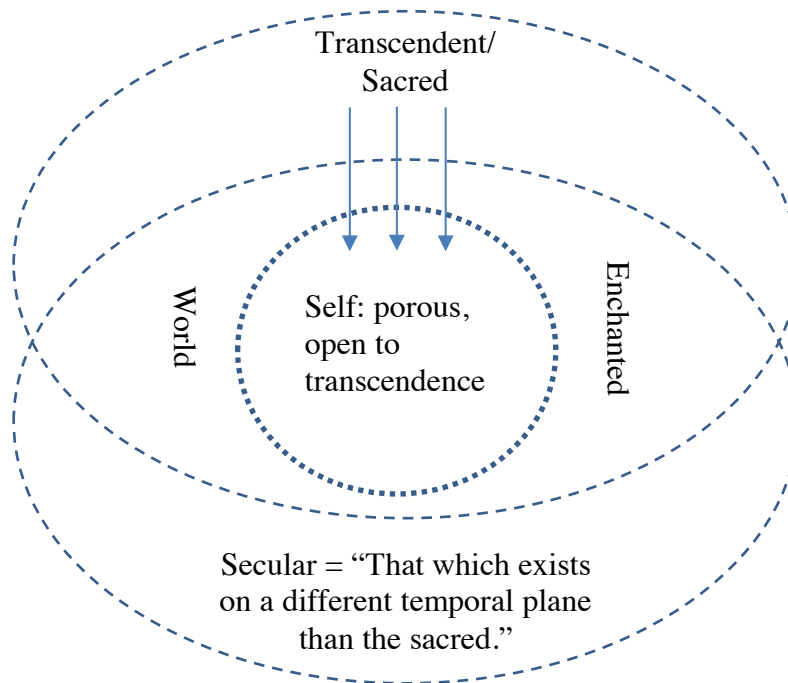 Transcendent/
Sacred
World
Enchanted
Self: porous,
open to
transcendence
Secular = “That which exists
on a different temporal plane
than the sacred.”